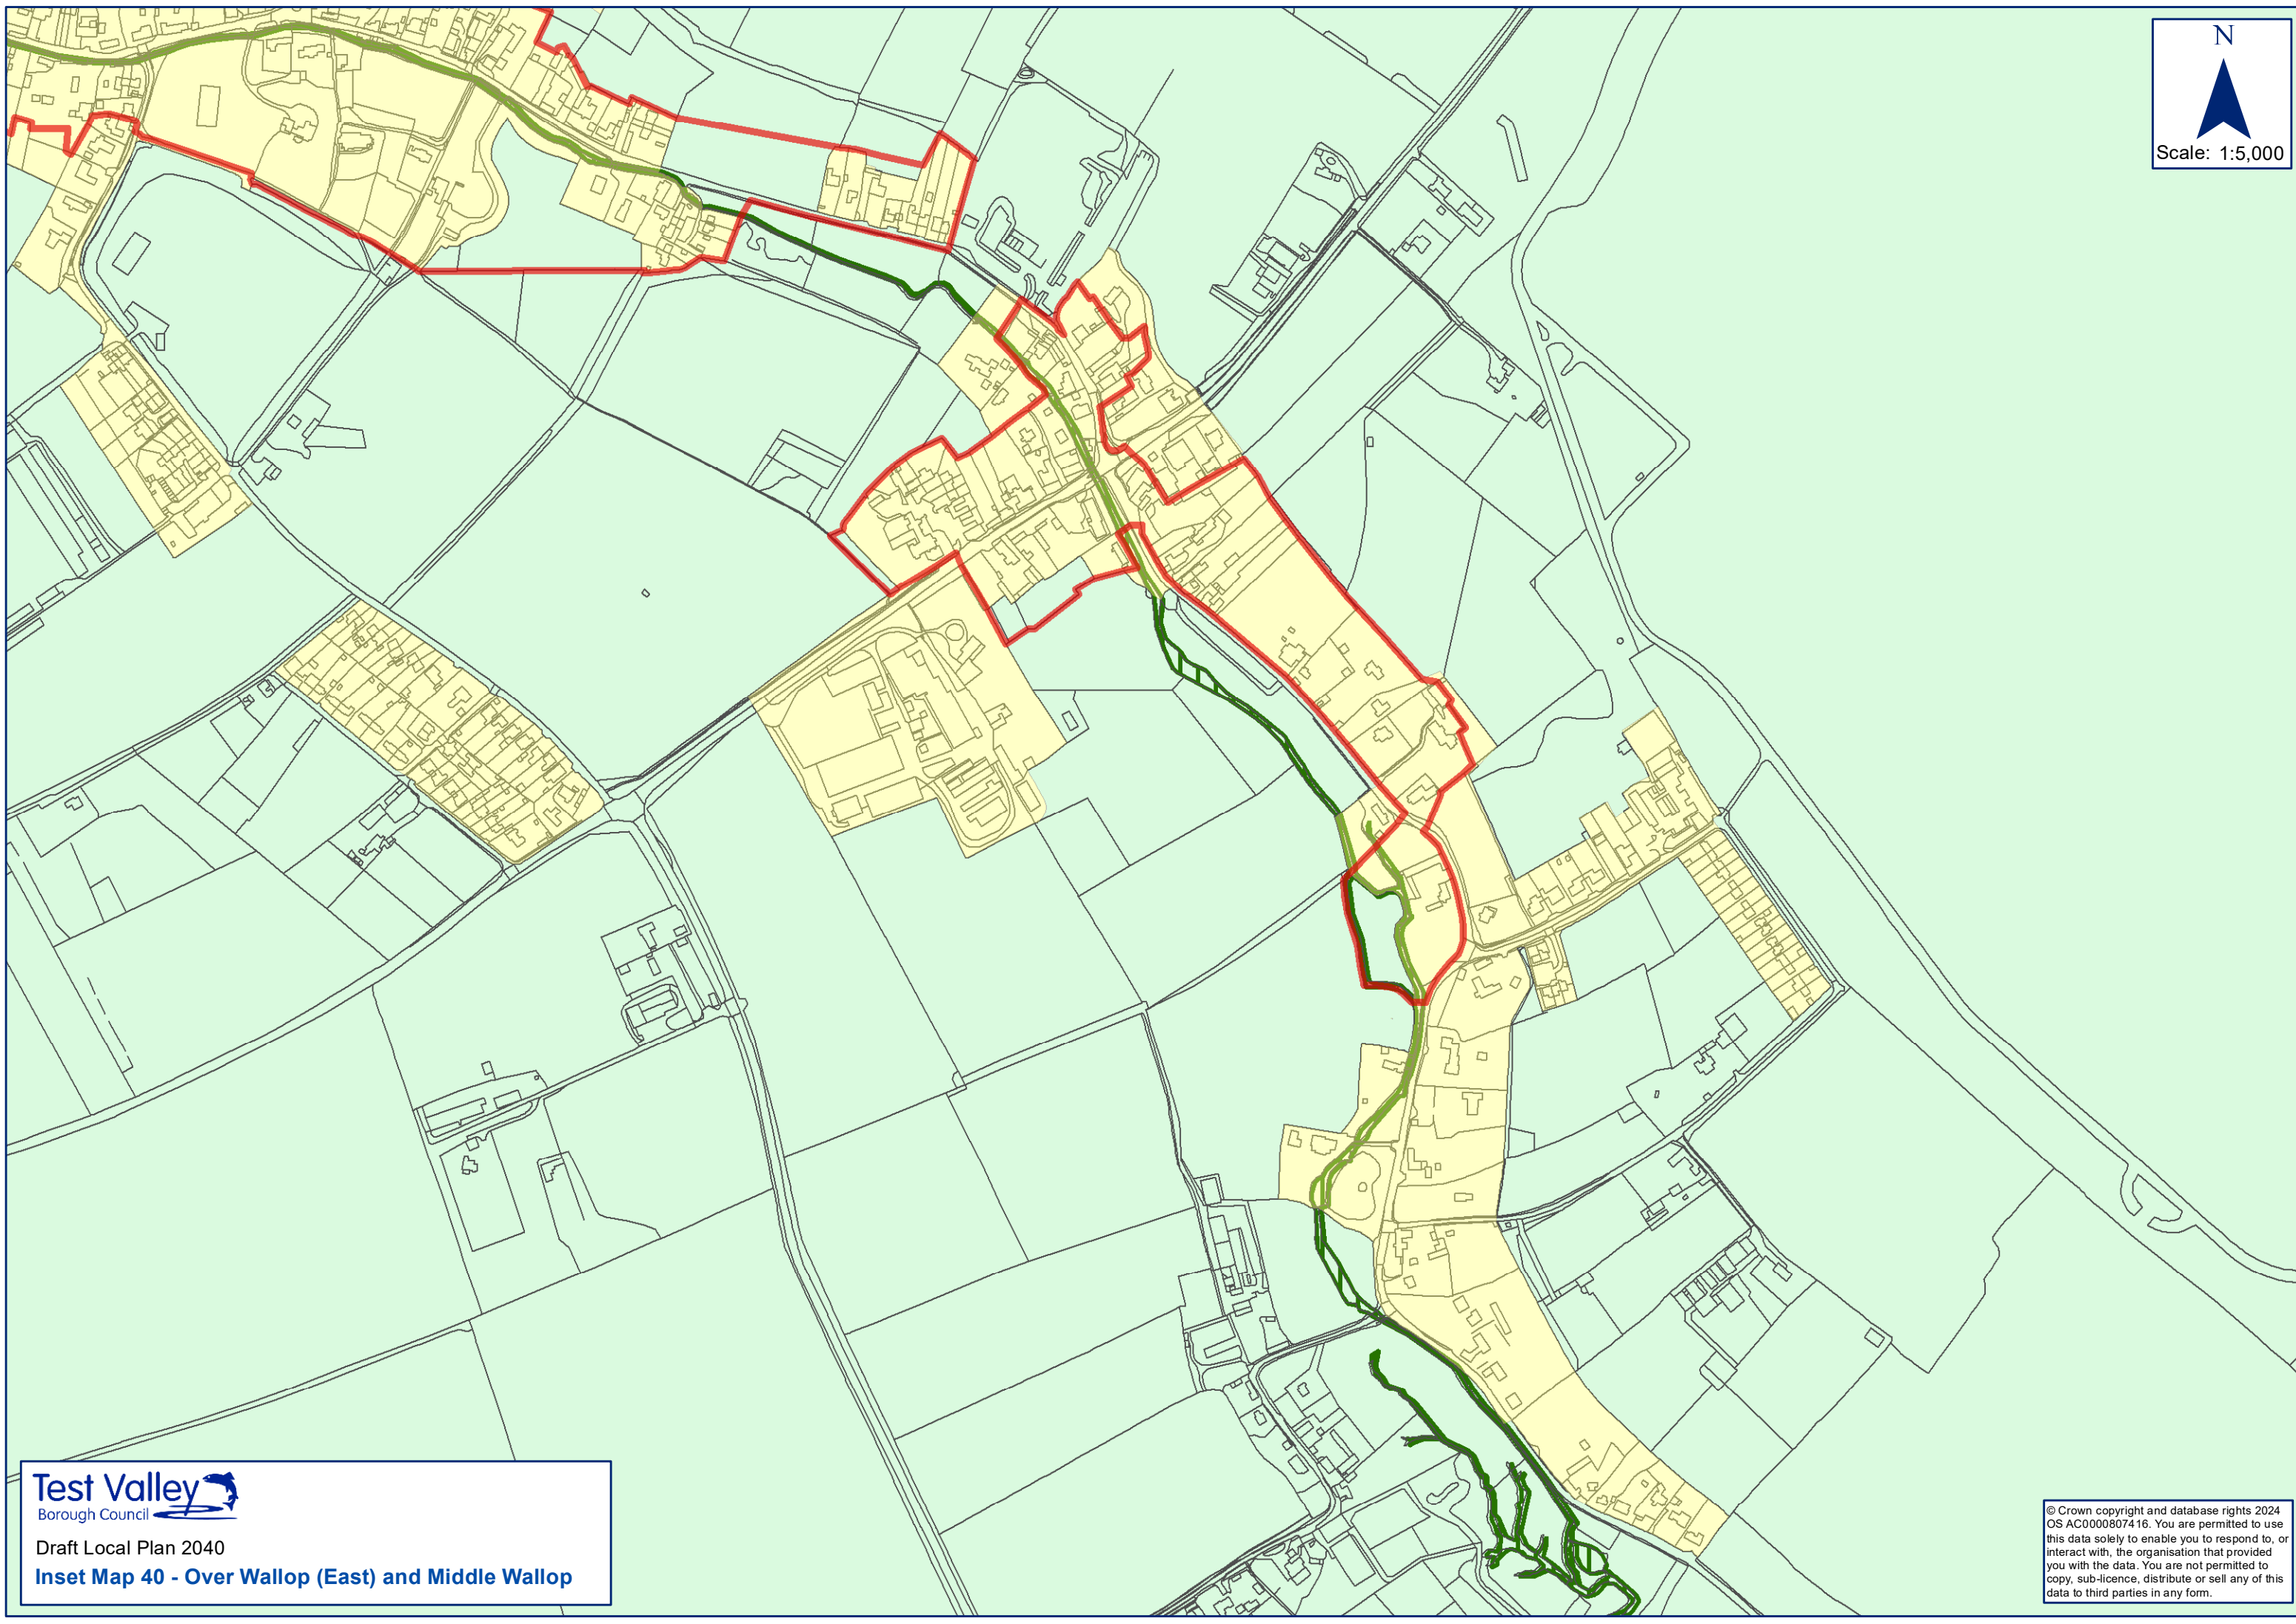 N
Scale: 1:5,000
Test Valley
Borough Council
Draft Local Plan 2040
Inset Map 40 - Over Wallop (East) and Middle Wallop
© Crown copyright and database rights 2024
OS AC0000807416. You are permitted to use
this data solely to enable you to respond to, or
interact with, the organisation that provided
you with the data. You are not permitted to
copy, sub-licence, distribute or sell any of this
data to third parties in any form.